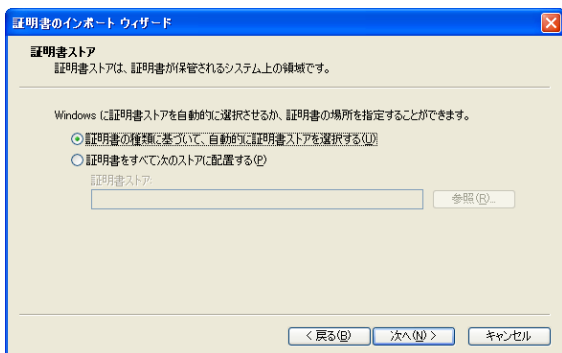 証明書のインポート ウィザード
証明書ストア
証明書ストアは、証明書が保管されるシステム上の領域です。
Windows に証明書ストアを自動的に選択させるか、証明書の場所を指定することができます。
証明書の種類に基づいて、自動的に証明書ストアを選択する(U)
証明書をすべて次のストアに配置する(P)
証明書ストア:
参照(R)...
< 戻る(B)
次へ(N) >
キャンセル